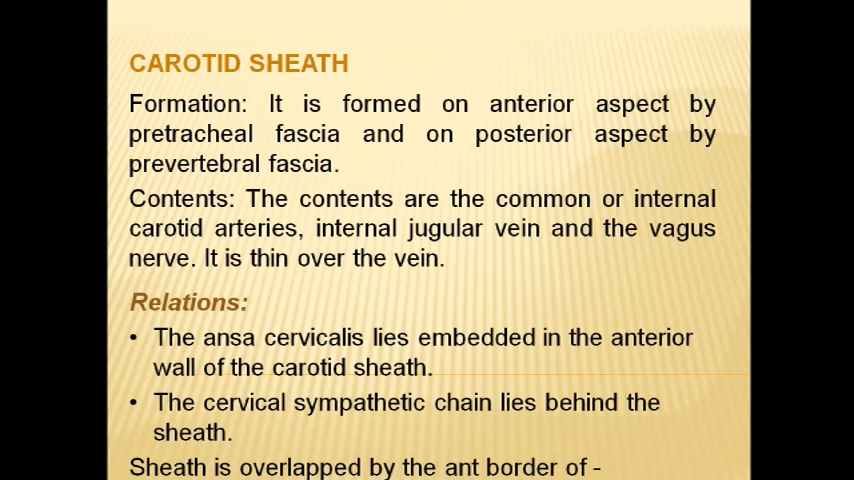 CAROTID SHEATH
Formation: It is formed on anterior aspect by
pretracheal fascia and on posterior aspect by
prevertebral fascia.
Contents: The contents are the common or internal
carotid arteries, internal jugular vein and the vagus
nerve. It is thin over the vein.
Relations:
• The ansa cervicalis lies embedded in the anterior
wall of the carotid sheath.
• The cervical sympathetic chain lies behind the
sheath.
Sheath is overlapped by the ant border of -